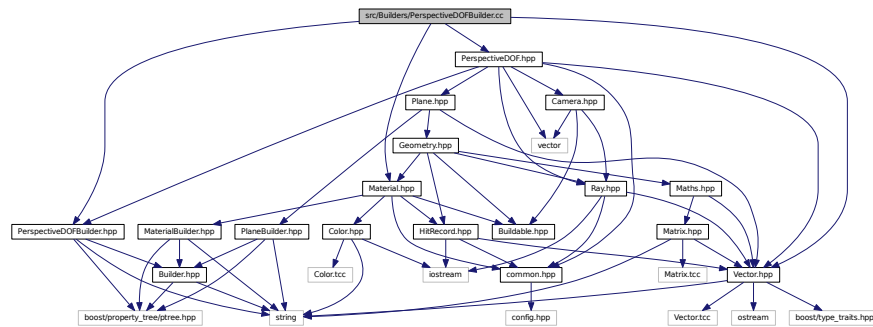 src/Builders/PerspectiveDOFBuilder.cc
PerspectiveDOF.hpp
Plane.hpp
Camera.hpp
Geometry.hpp
vector
Material.hpp
Ray.hpp
Maths.hpp
PerspectiveDOFBuilder.hpp
MaterialBuilder.hpp
PlaneBuilder.hpp
Color.hpp
HitRecord.hpp
Buildable.hpp
Matrix.hpp
Builder.hpp
Color.tcc
iostream
common.hpp
Matrix.tcc
Vector.hpp
boost/property_tree/ptree.hpp
string
config.hpp
Vector.tcc
ostream
boost/type_traits.hpp